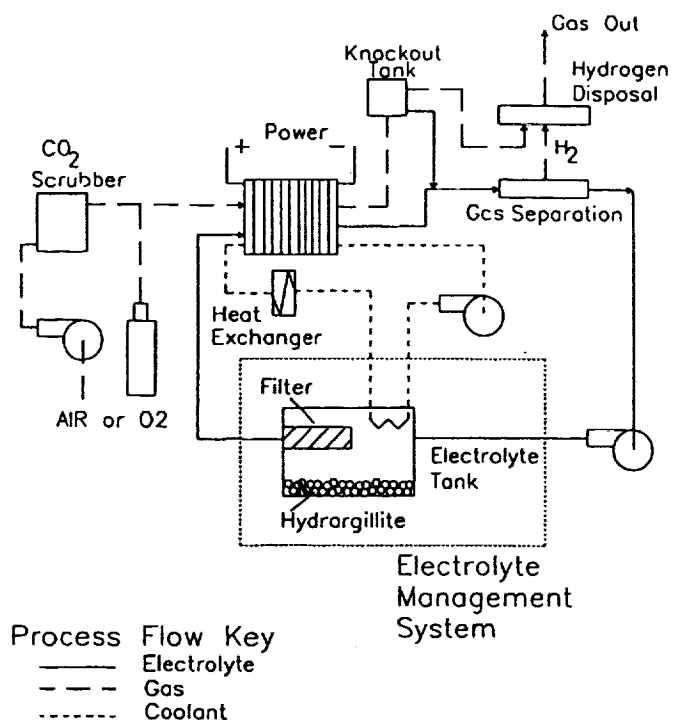 Gas Out
Knockout
Tank
Hydrogen
Disposal
+ Power -
CO2
Scrubber
H2
Gcs Separation
Heat
Exchanger
Filter
AIR or O2
Electrolyte
Tank
Hydrargillite
Electrolyte
Management
System
Process Flow Key
Electrolyte
Gas
Coolant